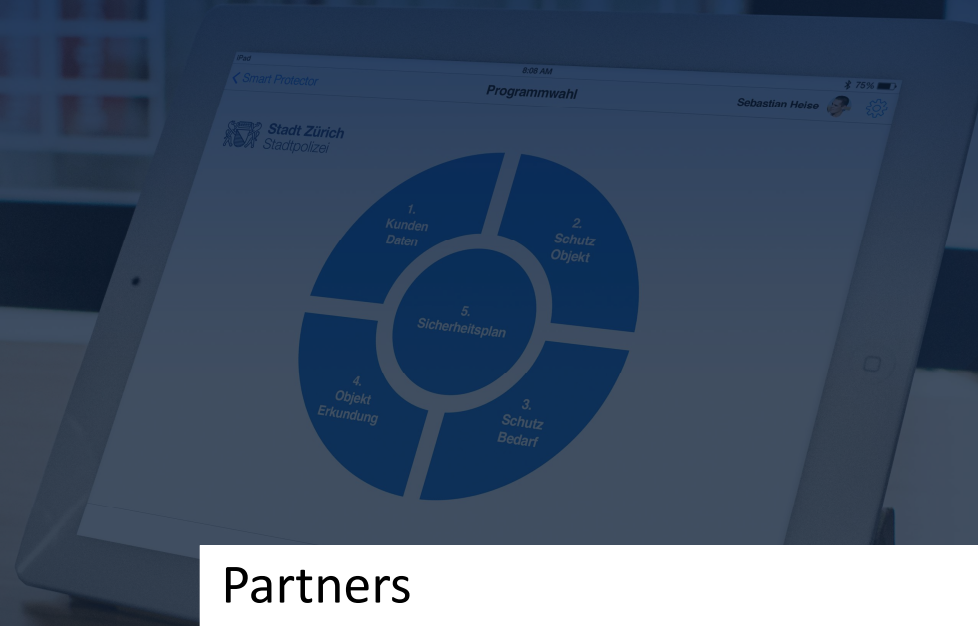 iPad
8:08 AM
75%
Smart Protector
Programmwahl
Sebastian Heise
Stadt Zürich
Stadtpolizei
1.
Kunden
Daten
2.
Schutz
Objekt
5.
Sicherheitsplan
4.
Objekt
Erkundung
3.
Schutz
Bedarf
Partners